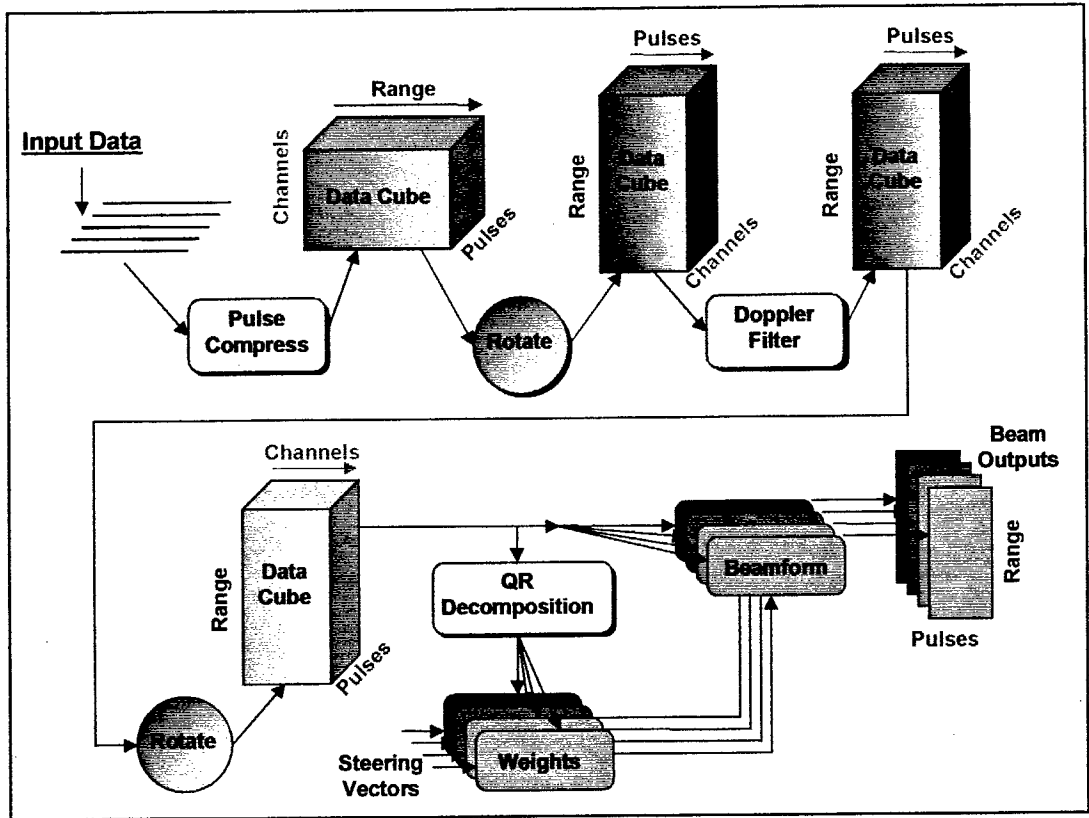 Input Data
Pulse
Compress
Range
Channels
Data Cube
Pulses
Rotate
Pulses
Range
Data
Cube
Channels
Doppler
Filter
Pulses
Range
Data
Cube
Channels
Rotate
Channels
Range
Data
Cube
Pulses
QR
Decomposition
Steering
Vectors
Weights
Beamform
Beam
Outputs
Range
Pulses